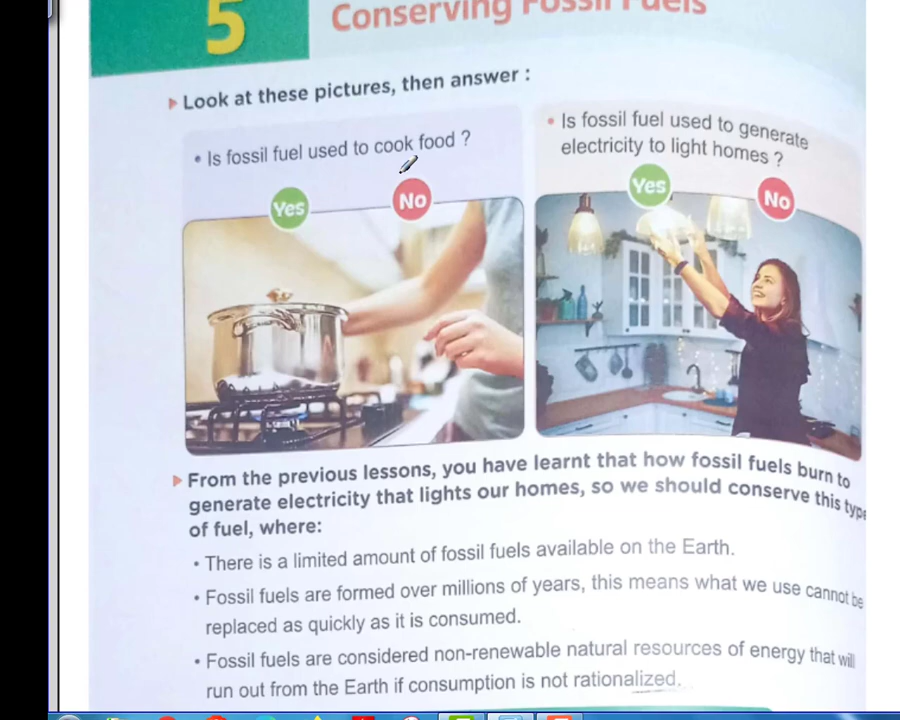 5
Conserving Fossil Fuels
Look at these pictures, then answer :
• Is fossil fuel used to cook food ?
Yes
No
• Is fossil fuel used to generate
electricity to light homes ?
Yes
No
From the previous lessons, you have learnt that how fossil fuels burn to
generate electricity that lights our homes, so we should conserve this type
of fuel, where:
• There is a limited amount of fossil fuels available on the Earth.
• Fossil fuels are formed over millions of years, this means what we use cannot be
replaced as quickly as it is consumed.
• Fossil fuels are considered non-renewable natural resources of energy that will
run out from the Earth if consumption is not rationalized.